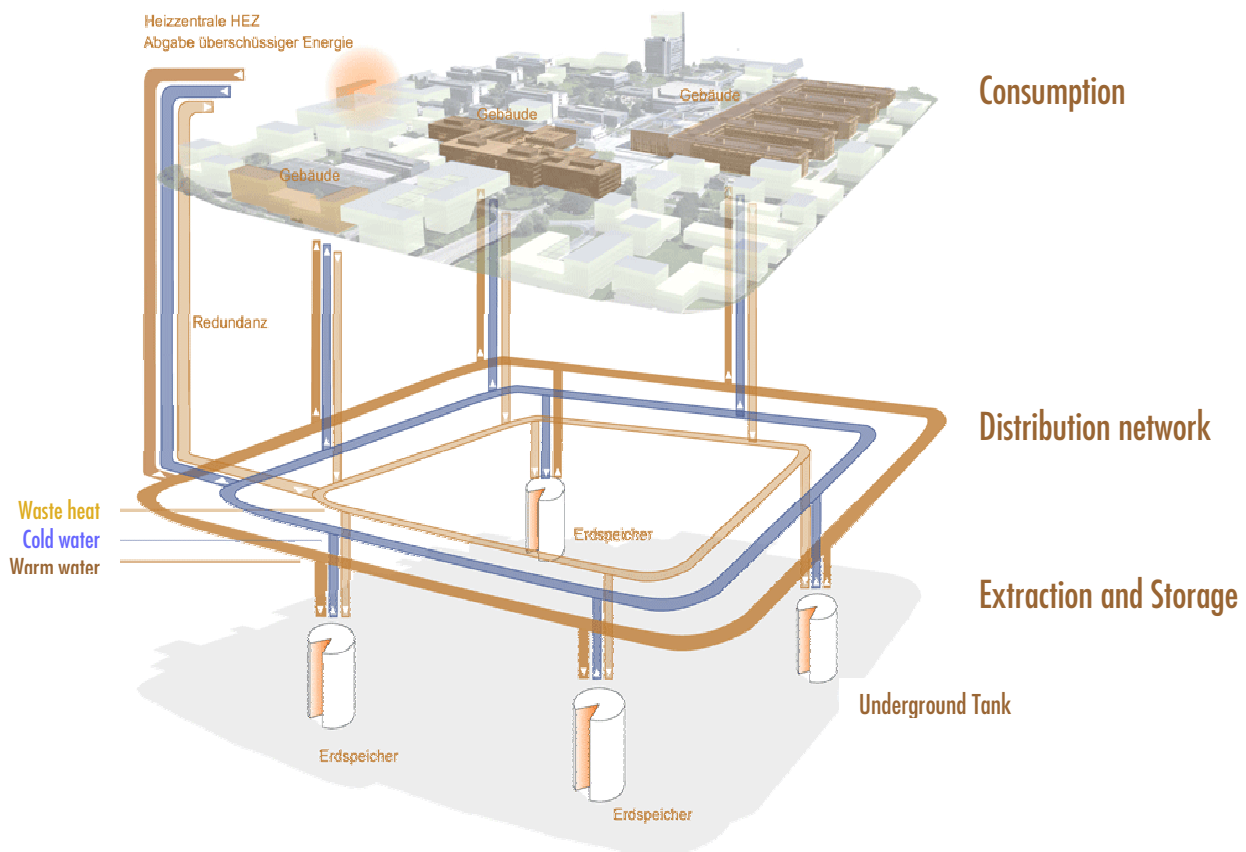 Heizzentrale HEZ
Abgabe überschüssiger Energie
Consumption
Gebäude
Gebäude
Gebäude
Redundanz
Distribution network
Waste heat
Cold water
Warm water
Erdspeicher
Extraction and Storage
Underground Tank
Erdspeicher
Erdspeicher